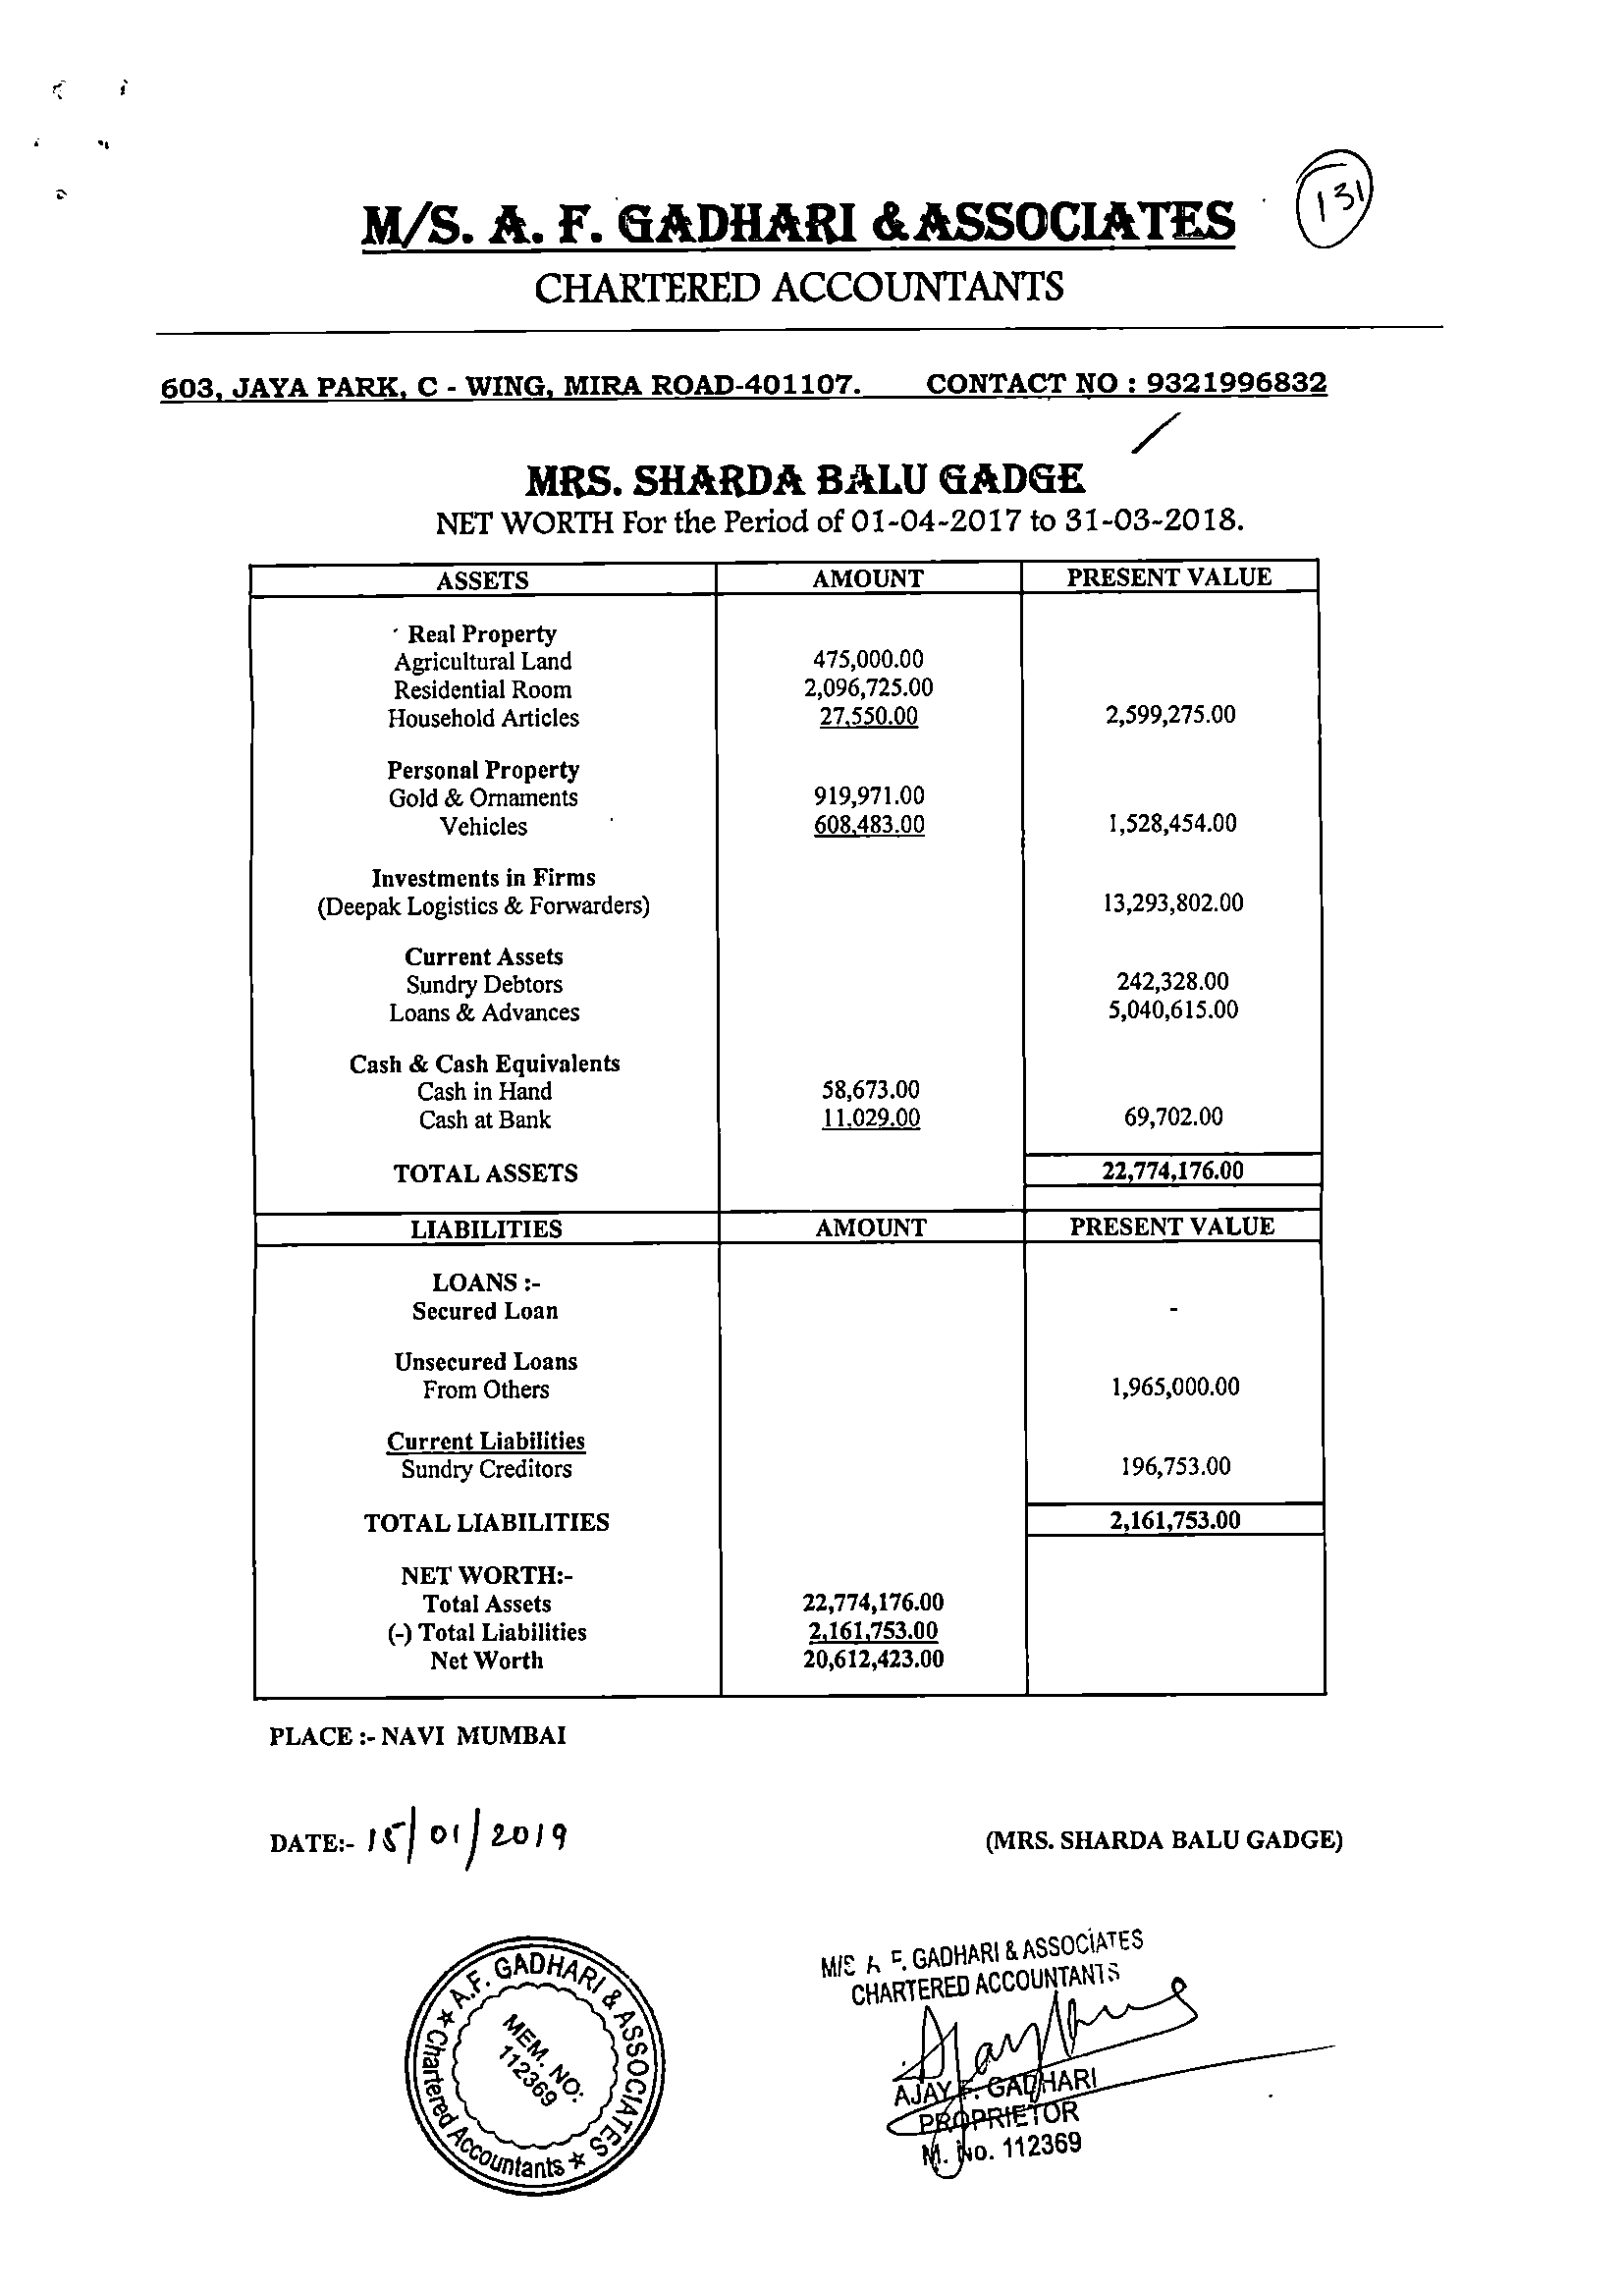 131
M/S. A. F. GADHARI & ASSOCIATES
CHARTERED ACCOUNTANTS
603, JAYA PARK, C - WING, MIRA ROAD-401107. CONTACT NO : 9321996832
MRS. SHARDA BALU GADGE
NET WORTH For the Period of 01-04-2017 to 31-03-2018.
ASSETS AMOUNT PRESENT VALUE
Real Property
Agricultural Land 475,000.00
Residential Room 2,096,725.00
Household Articles 27,550.00 2,599,275.00
Personal Property
Gold & Ornaments 919,971.00
Vehicles 608,483.00 1,528,454.00
Investments in Firms
(Deepak Logistics & Forwarders) 13,293,802.00
Current Assets
Sundry Debtors 242,328.00
Loans & Advances 5,040,615.00
Cash & Cash Equivalents
Cash in Hand 58,673.00
Cash at Bank 11,029.00 69,702.00
TOTAL ASSETS 22,774,176.00
LIABILITIES AMOUNT PRESENT VALUE
LOANS :-
Secured Loan -
Unsecured Loans
From Others 1,965,000.00
Current Liabilities
Sundry Creditors 196,753.00
TOTAL LIABILITIES 2,161,753.00
NET WORTH:-
Total Assets 22,774,176.00
(-) Total Liabilities 2,161,753.00
Net Worth 20,612,423.00
PLACE :- NAVI MUMBAI
DATE:- 15/01/2019 (MRS. SHARDA BALU GADGE)
A.F. GADHARI & ASSOCIATES
MEM. NO:
112369
Chartered Accountants
M/S A. F. GADHARI & ASSOCIATES
CHARTERED ACCOUNTANTS
AJAY F. GADHARI
PROPRIETOR
M. No. 112369